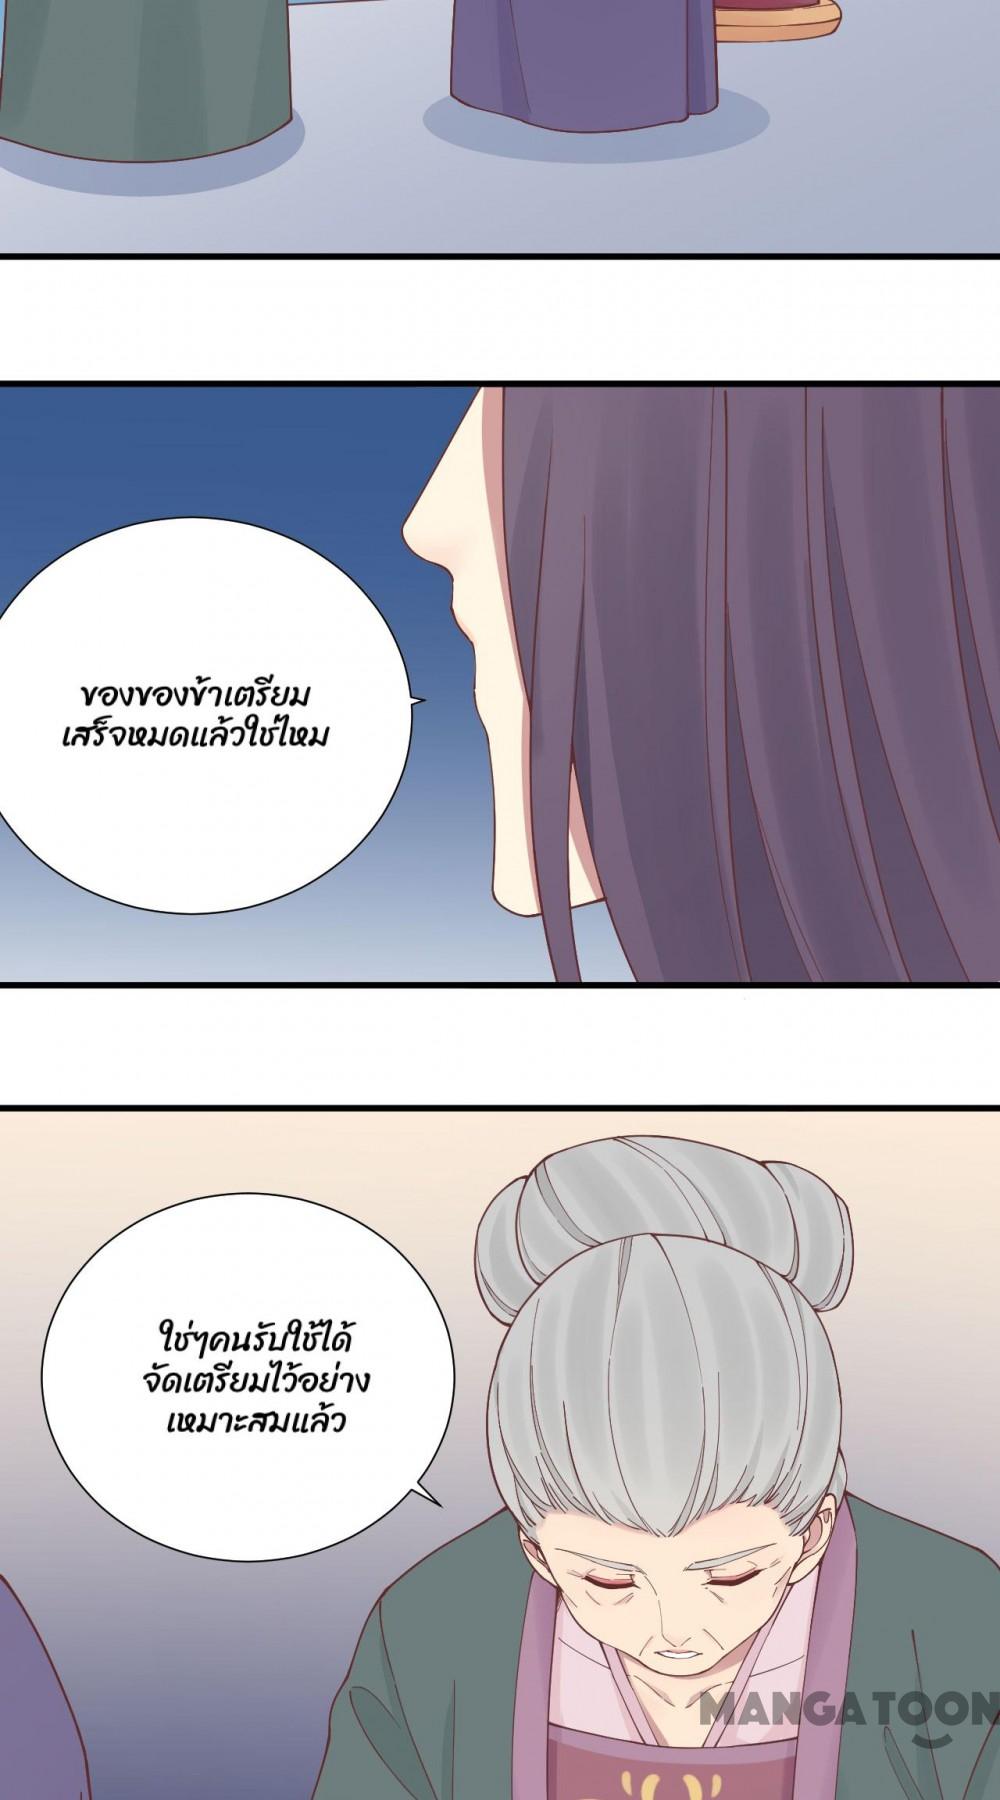 ของของข้าเตรียม
เสร็จหมดแล้วใช่ไหม
ใช่ๆคนรับใช้ได้
จัดเตรียมไว้อย่าง
เหมาะสมแล้ว
MANGATOON